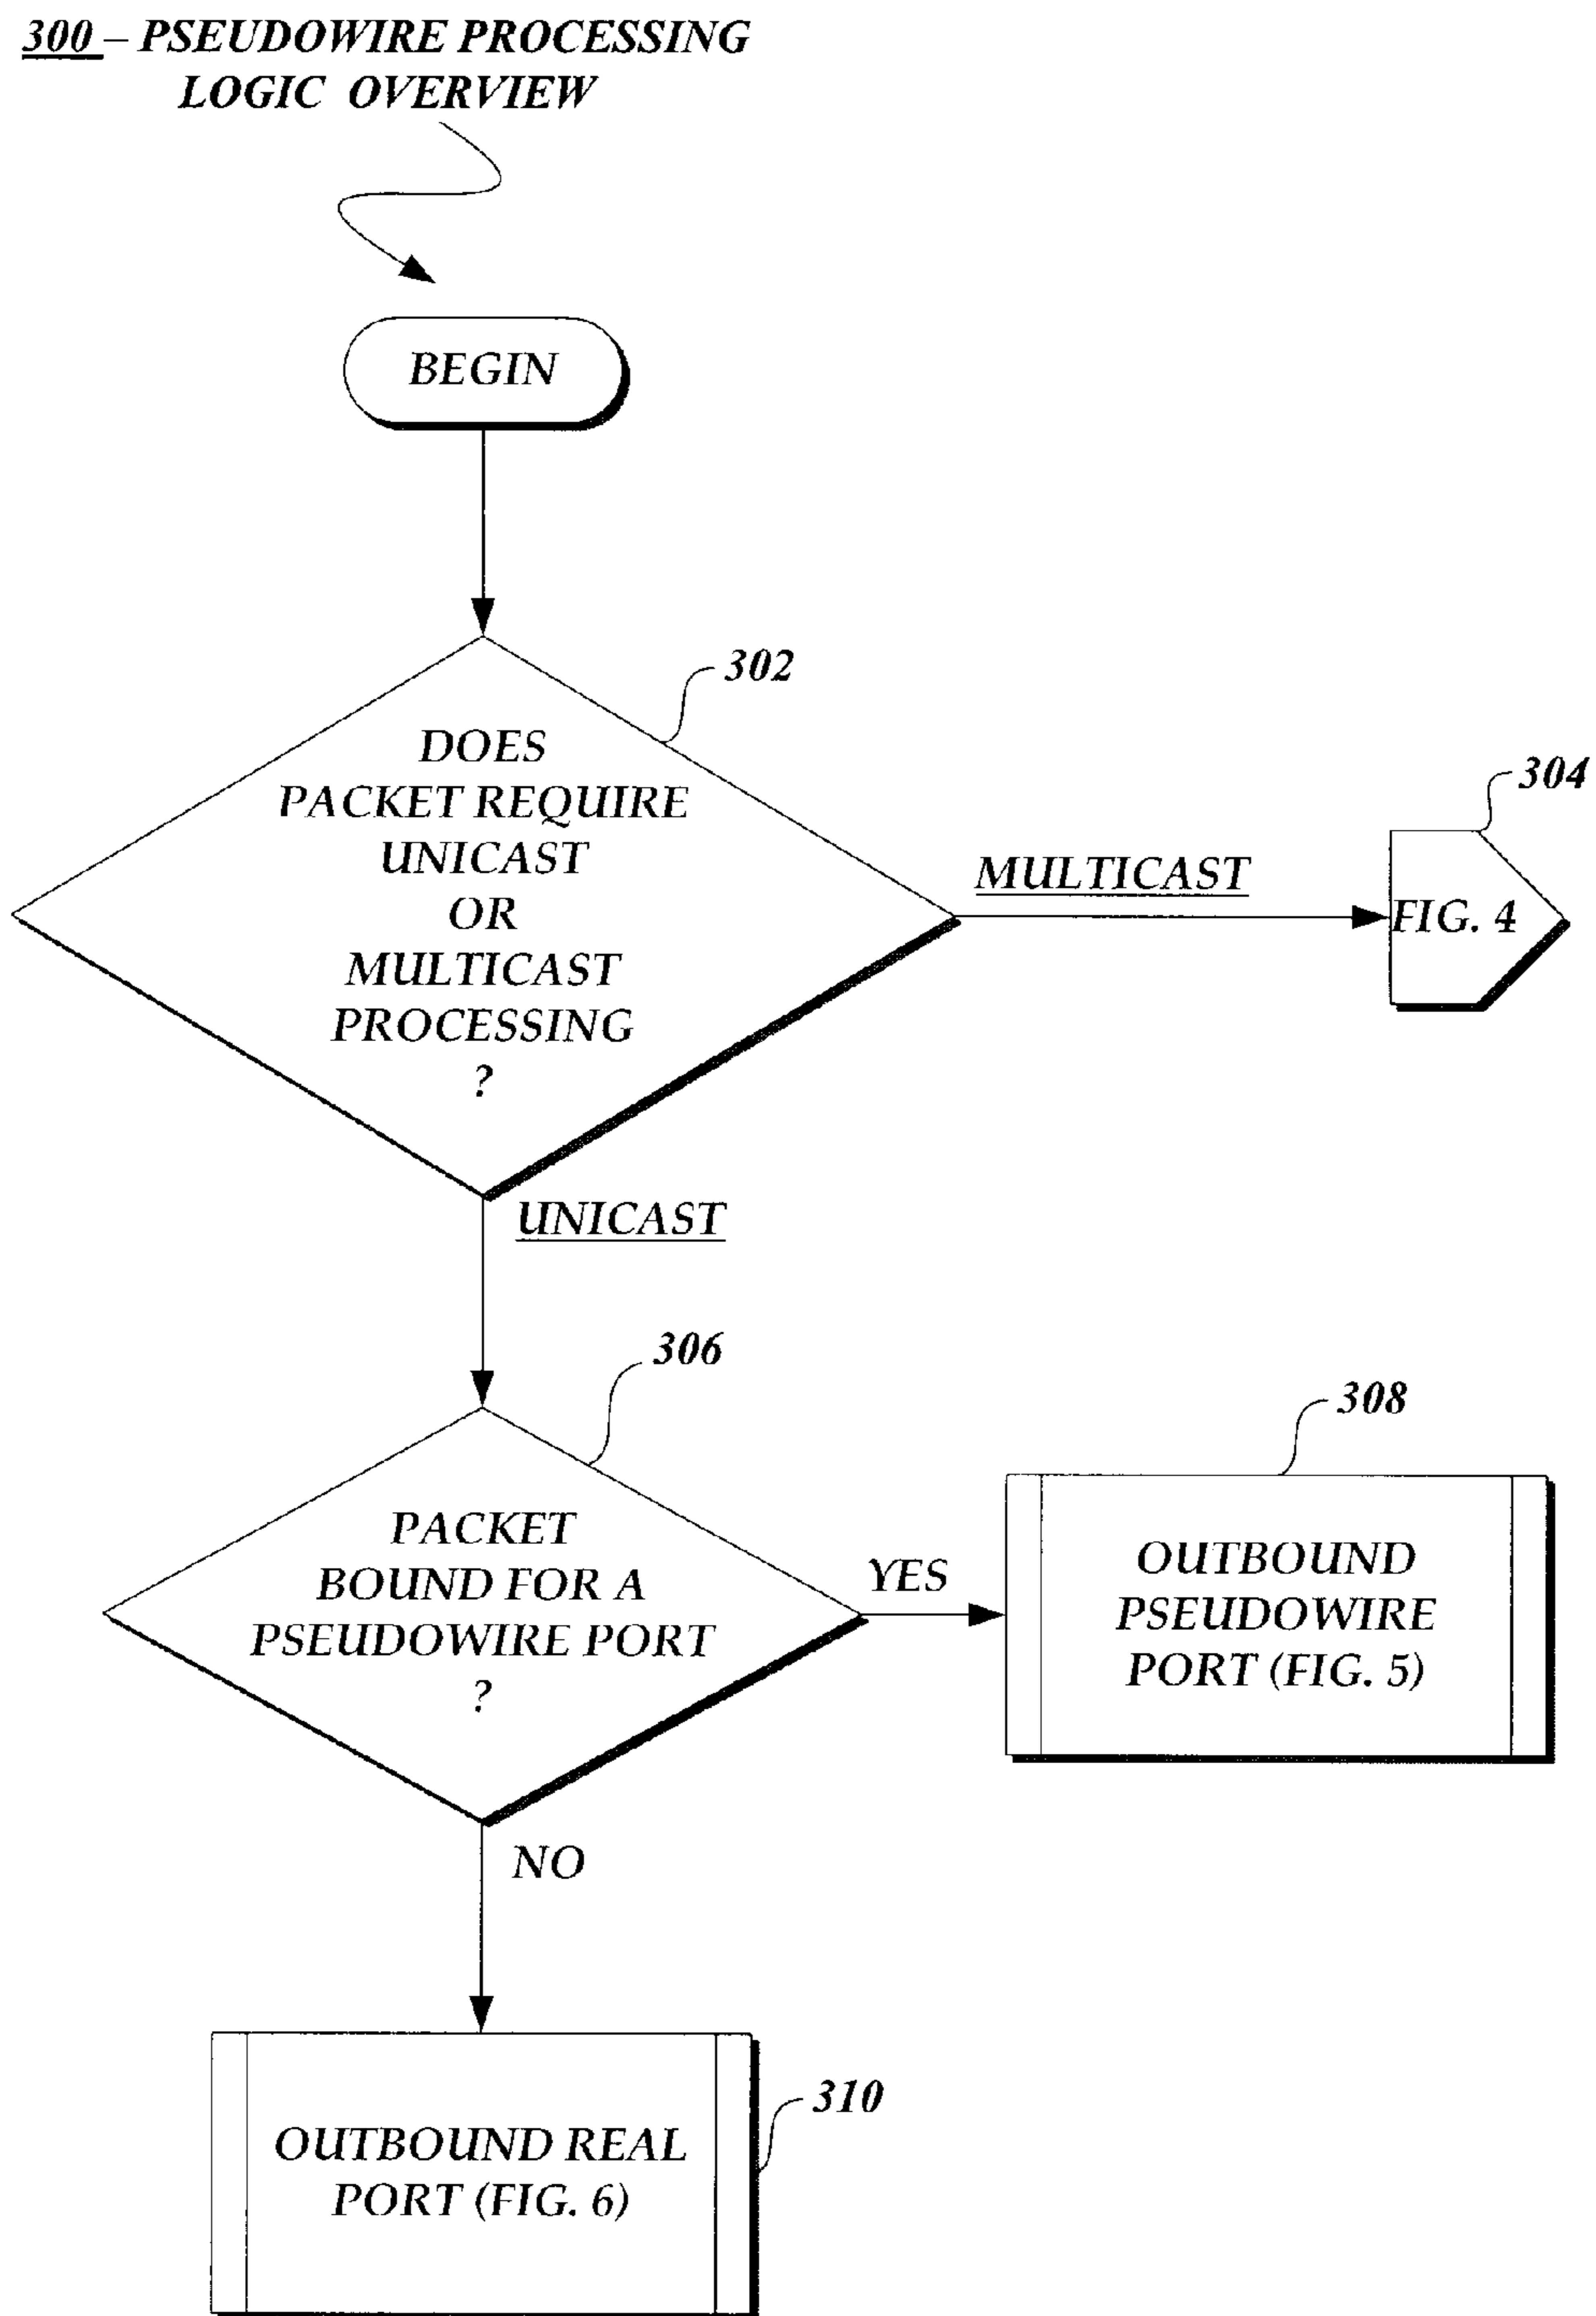 300 – PSEUDOWIRE PROCESSING
LOGIC OVERVIEW
BEGIN
302
DOES
PACKET REQUIRE
UNICAST
OR
MULTICAST
PROCESSING
?
MULTICAST
304
FIG. 4
UNICAST
306
PACKET
BOUND FOR A
PSEUDOWIRE PORT
?
YES
308
OUTBOUND
PSEUDOWIRE
PORT (FIG. 5)
NO
310
OUTBOUND REAL
PORT (FIG. 6)